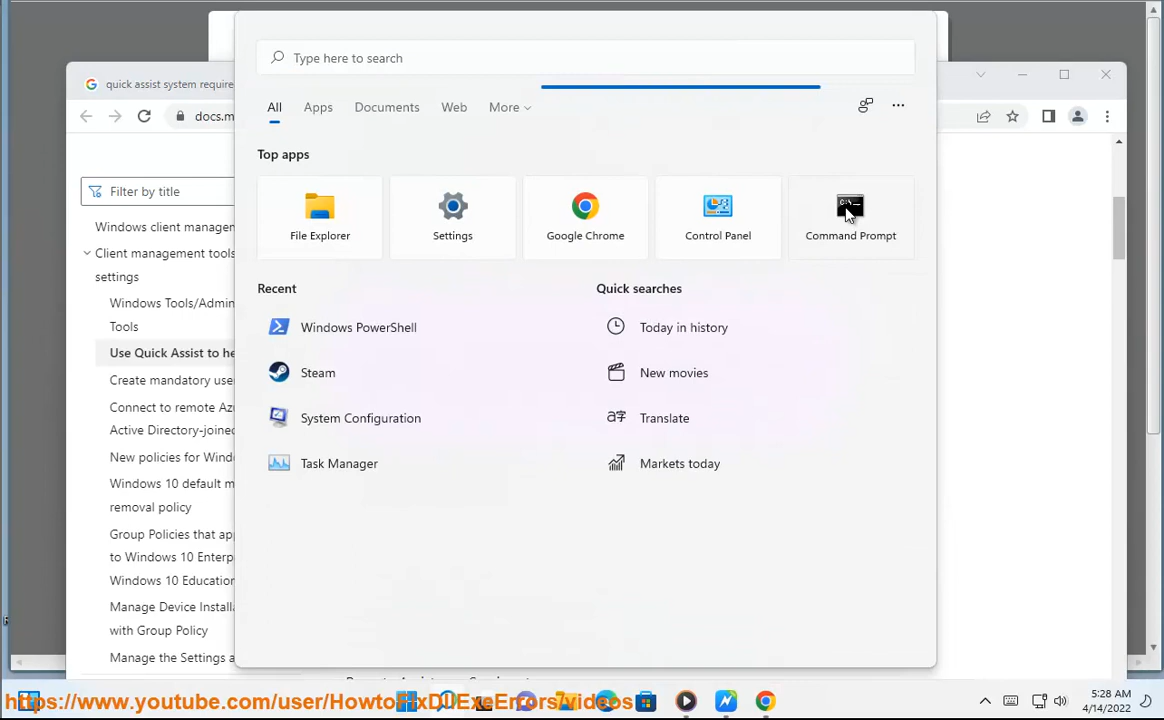 Type here to search
quick assist system require
All Apps Documents Web More
docs.m
Top apps
Filter by title
File Explorer Settings Google Chrome Control Panel Command Prompt
Windows client managen
Client management tools
settings
Recent Quick searches
Windows Tools/Admin
Tools
Windows PowerShell Today in history
Use Quick Assist to he
Steam New movies
Create mandatory use
Connect to remote Az
Active Directory-joined
System Configuration Translate
New policies for Wind
Task Manager Markets today
Windows 10 default m
removal policy
Group Policies that ap
to Windows 10 Enterp
Windows 10 Education
Manage Device Install
with Group Policy
Manage the Settings a
https://www.youtube.com/user/HowtoFixDllExeErrors/videos
5:28 AM
4/14/2022